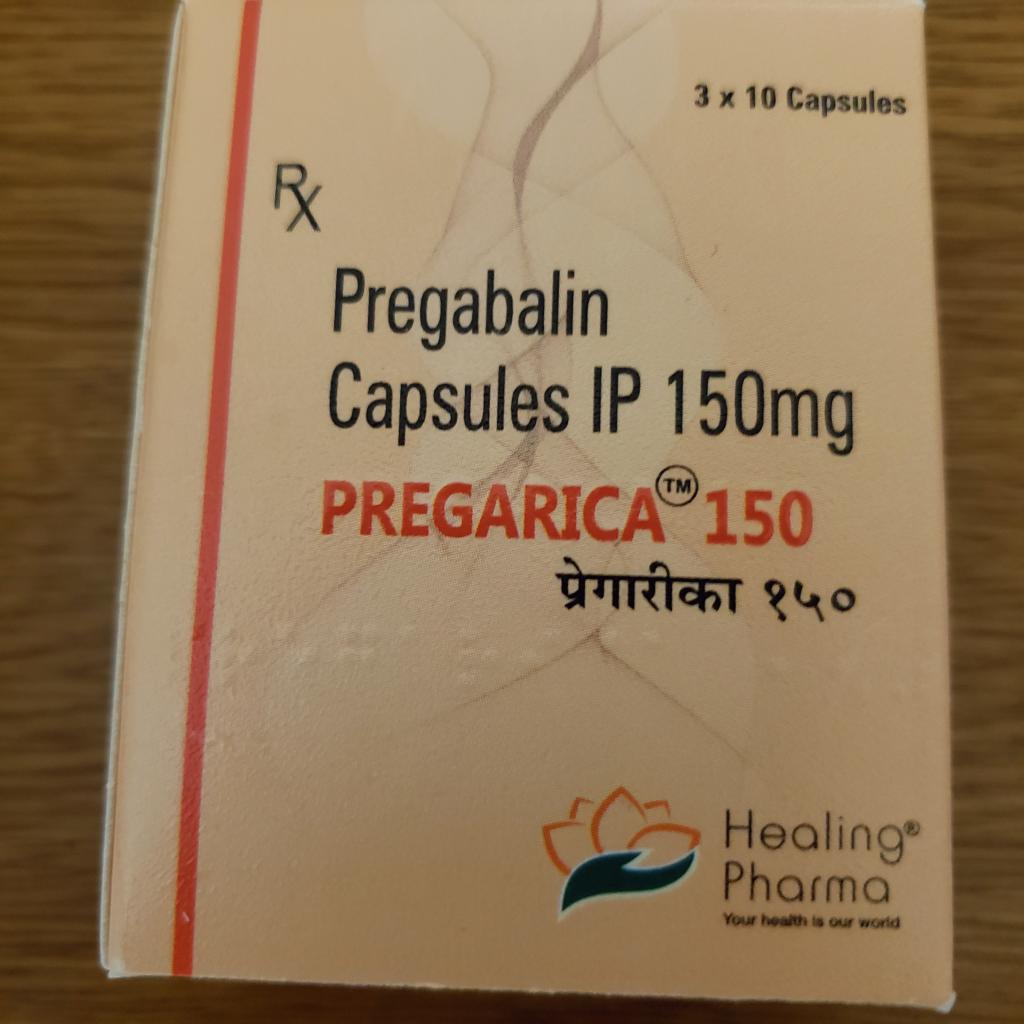 3 x 10 Capsules
Rx
Pregabalin
Capsules IP 150mg
PREGARICA™ 150
प्रेगारीका १५०
Healing®
Pharma
Your health is our world